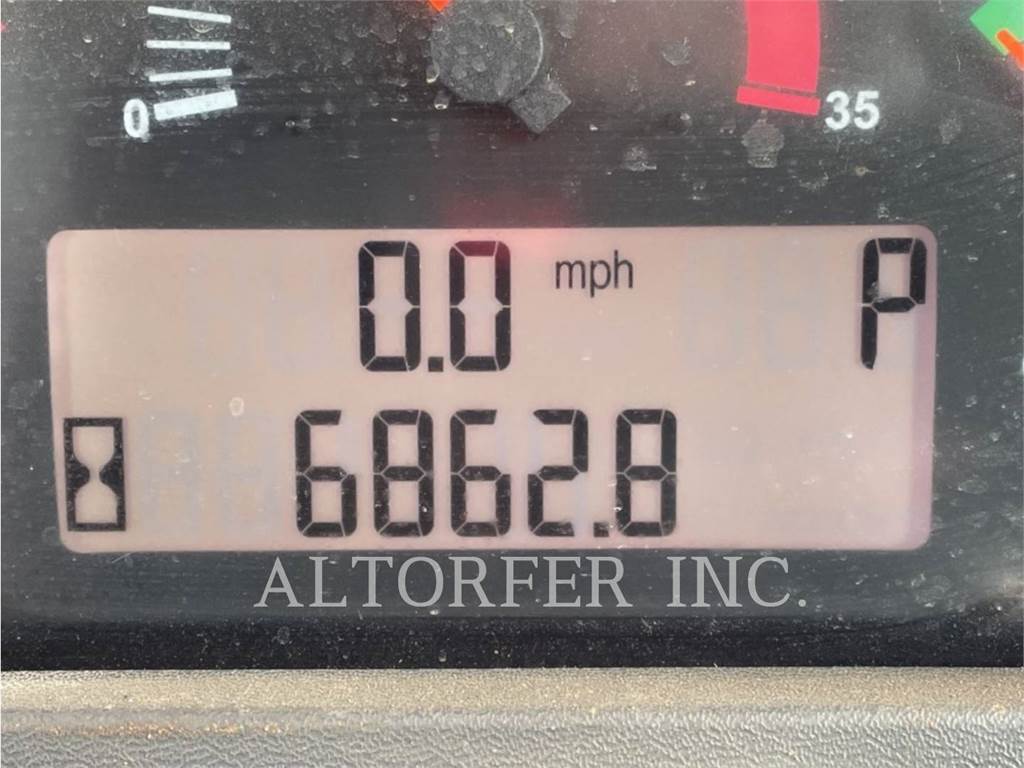 0 35
0.0 mph P
6862.8
ALTORFER INC.